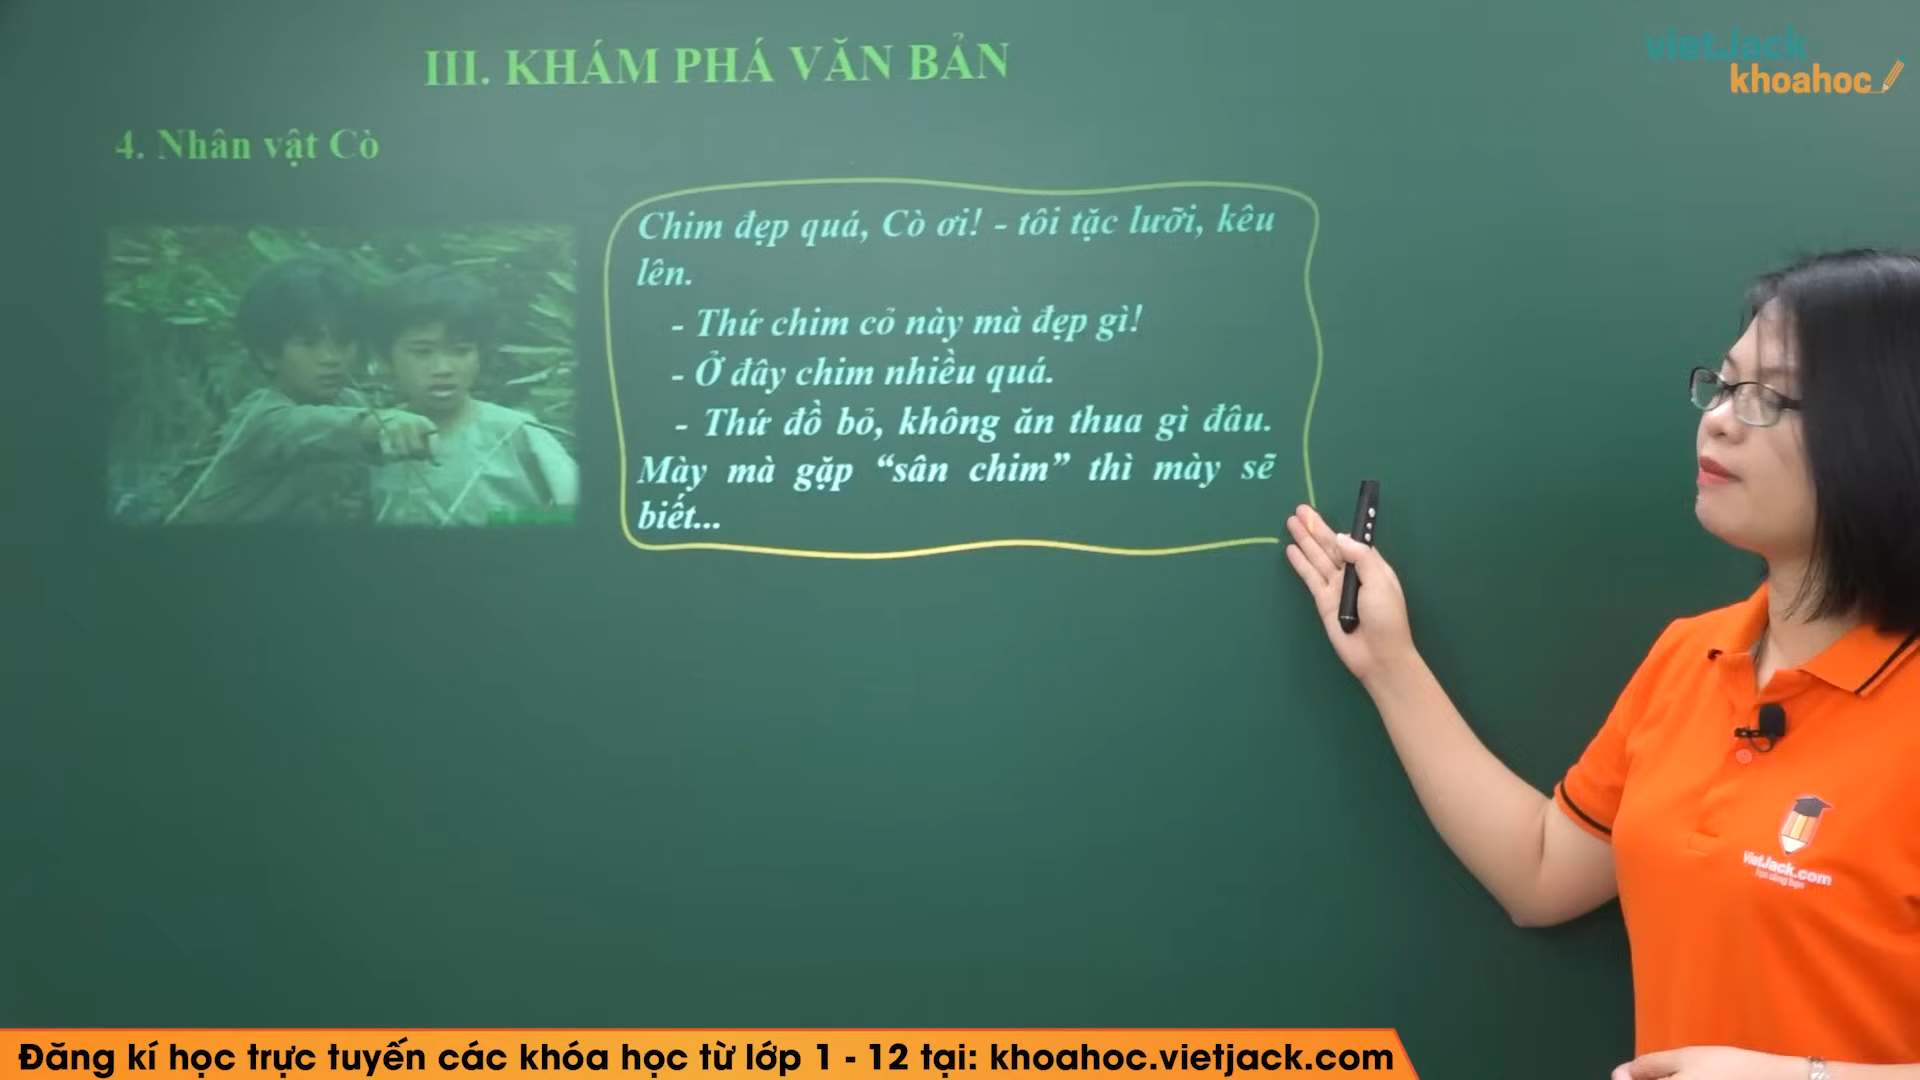 III. KHÁM PHÁ VĂN BẢN
vietJack
khoahoc
4. Nhân vật Cò
Chim đẹp quá, Cò ơi! - tôi tặc lưỡi, kêu
lên.
- Thứ chim cỏ này mà đẹp gì!
- Ở đây chim nhiều quá.
- Thứ đồ bỏ, không ăn thua gì đâu.
Mày mà gặp “sân chim” thì mày sẽ
biết...
VietJack.com
Đăng kí học trực tuyến các khóa học từ lớp 1 - 12 tại: khoahoc.vietjack.com